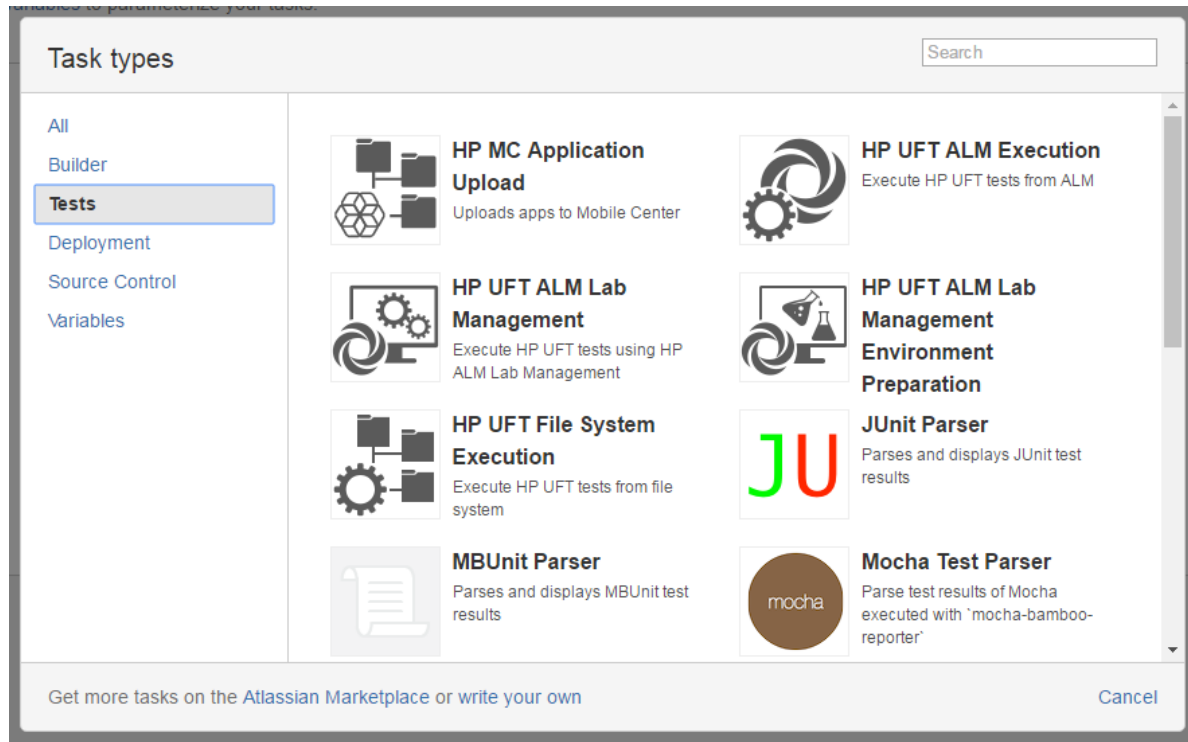 variables to parameterize your tasks.
Task types
Search
All
Builder
Tests
Deployment
Source Control
Variables
HP MC Application
Upload
Uploads apps to Mobile Center
HP UFT ALM Execution
Execute HP UFT tests from ALM
HP UFT ALM Lab
Management
Execute HP UFT tests using HP
ALM Lab Management
HP UFT ALM Lab
Management
Environment
Preparation
HP UFT File System
Execution
Execute HP UFT tests from file
system
JU
JUnit Parser
Parses and displays JUnit test
results
MBUnit Parser
Parses and displays MBUnit test
results
mocha
Mocha Test Parser
Parse test results of Mocha
executed with `mocha-bamboo-
reporter`
Get more tasks on the Atlassian Marketplace or write your own
Cancel